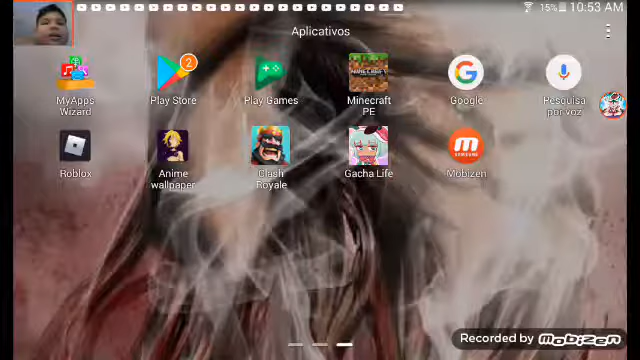 15% 10:53 AM
Aplicativos
2
MyApps
Wizard
Play Store
Play Games
MINECRAFT
Minecraft
PE
Google
Pesquisa
por voz
Roblox
Anime
wallpaper
Clash
Royale
Gacha Life
SAMSUNG
Mobizen
Recorded by Mobizen